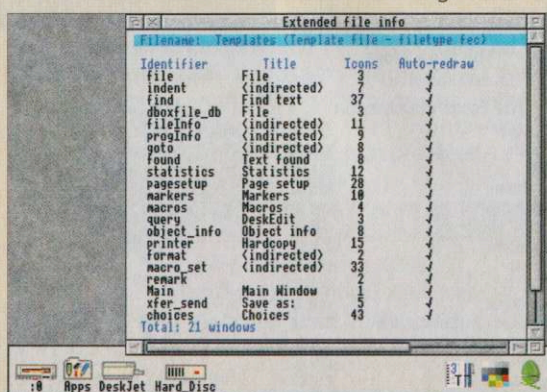 Extended file info
Filename: Templates (Template file - filetype fec)
Identifier Title Icons Auto-redraw
file File 3 √
indent <indirected> 7 √
find Find text 37 √
dboxfile_db File 3 √
fileInfo <indirected> 11 √
progInfo <indirected> 9 √
goto <indirected> 8 √
found Text found 8 √
statistics Statistics 12 √
pagesetup Page setup 28 √
markers Markers 10 √
macros Macros 4 √
query DeskEdit 3 √
object_info Object info 8 √
printer Hardcopy 15 √
format <indirected> 2 √
macro_set <indirected> 33 √
remark 2 √
Main Main Window 1 √
xfer_send Save as: 5 √
choices Choices 43 √
Total: 21 windows
:0 Apps DeskJet Hard_Disc